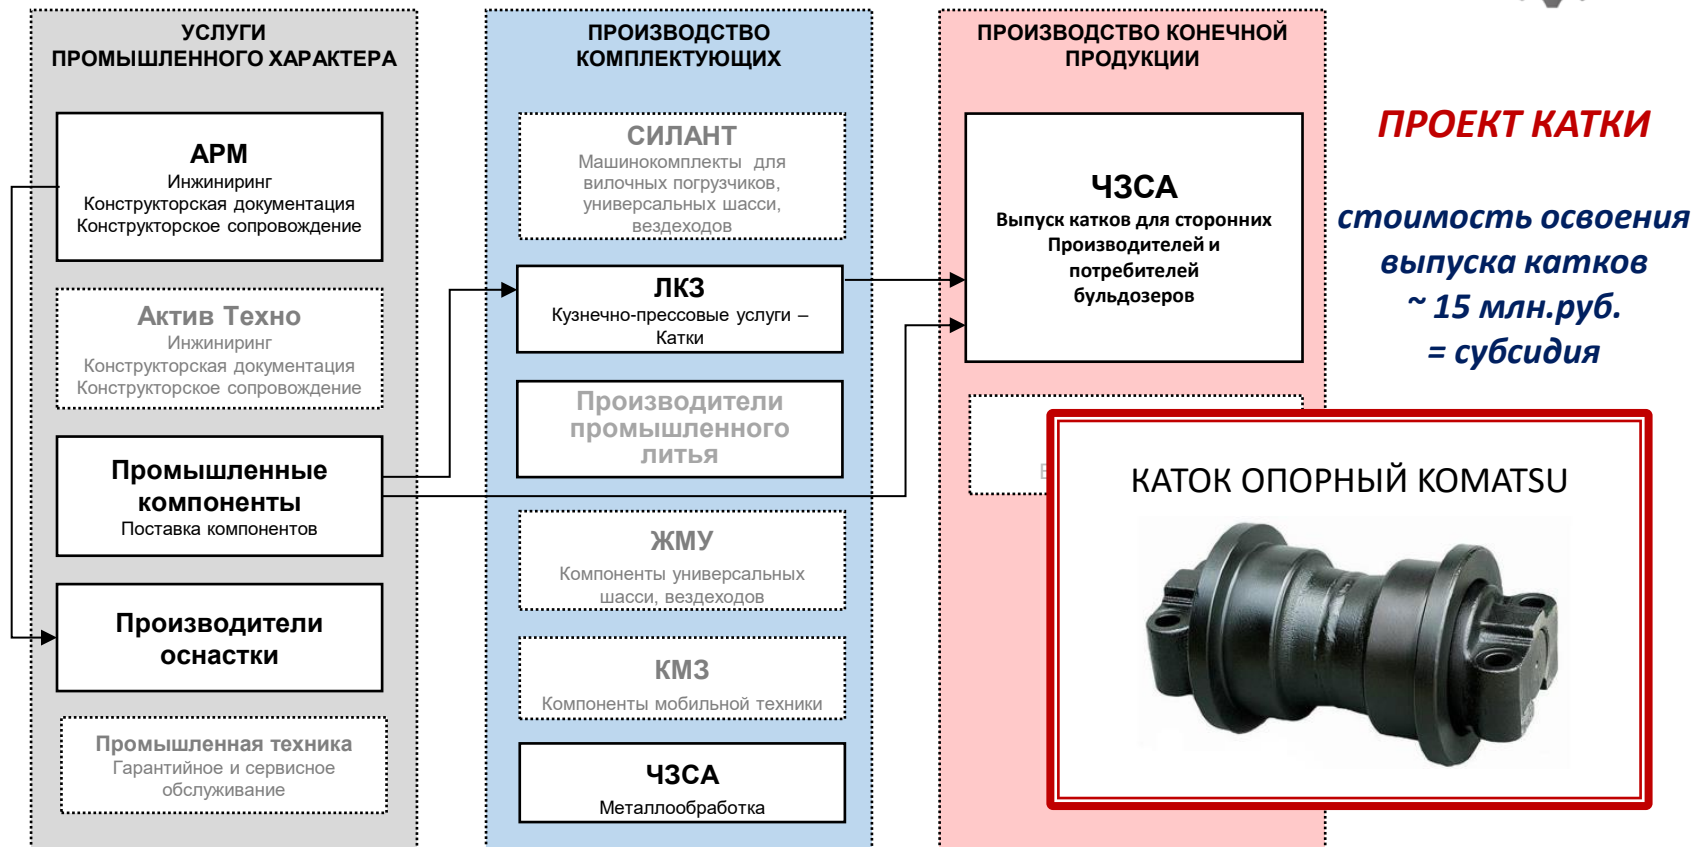 УСЛУГИ
ПРОМЫШЛЕННОГО ХАРАКТЕРА
АРМ
Инжиниринг
Конструкторская документация
Конструкторское сопровождение
Актив Техно
Инжиниринг
Конструкторская документация
Конструкторское сопровождение
Промышленные
компоненты
Поставка компонентов
Производители
оснастки
Промышленная техника
Гарантийное и сервисное
обслуживание
ПРОИЗВОДСТВО
КОМПЛЕКТУЮЩИХ
СИЛАНТ
Машинокомплекты для
вилочных погрузчиков,
универсальных шасси,
вездеходов
ЛКЗ
Кузнечно-прессовые услуги –
Катки
Производители
промышленного
литья
ЖМУ
Компоненты универсальных
шасси, вездеходов
КМЗ
Компоненты мобильной техники
ЧЗСА
Металлообработка
ПРОИЗВОДСТВО КОНЕЧНОЙ
ПРОДУКЦИИ
ЧЗСА
Выпуск катков для сторонних
Производителей и
потребителей
бульдозеров
ПРОЕКТ КАТКИ
стоимость освоения
выпуска катков
~ 15 млн.руб.
= субсидия
КАТОК ОПОРНЫЙ KOMATSU